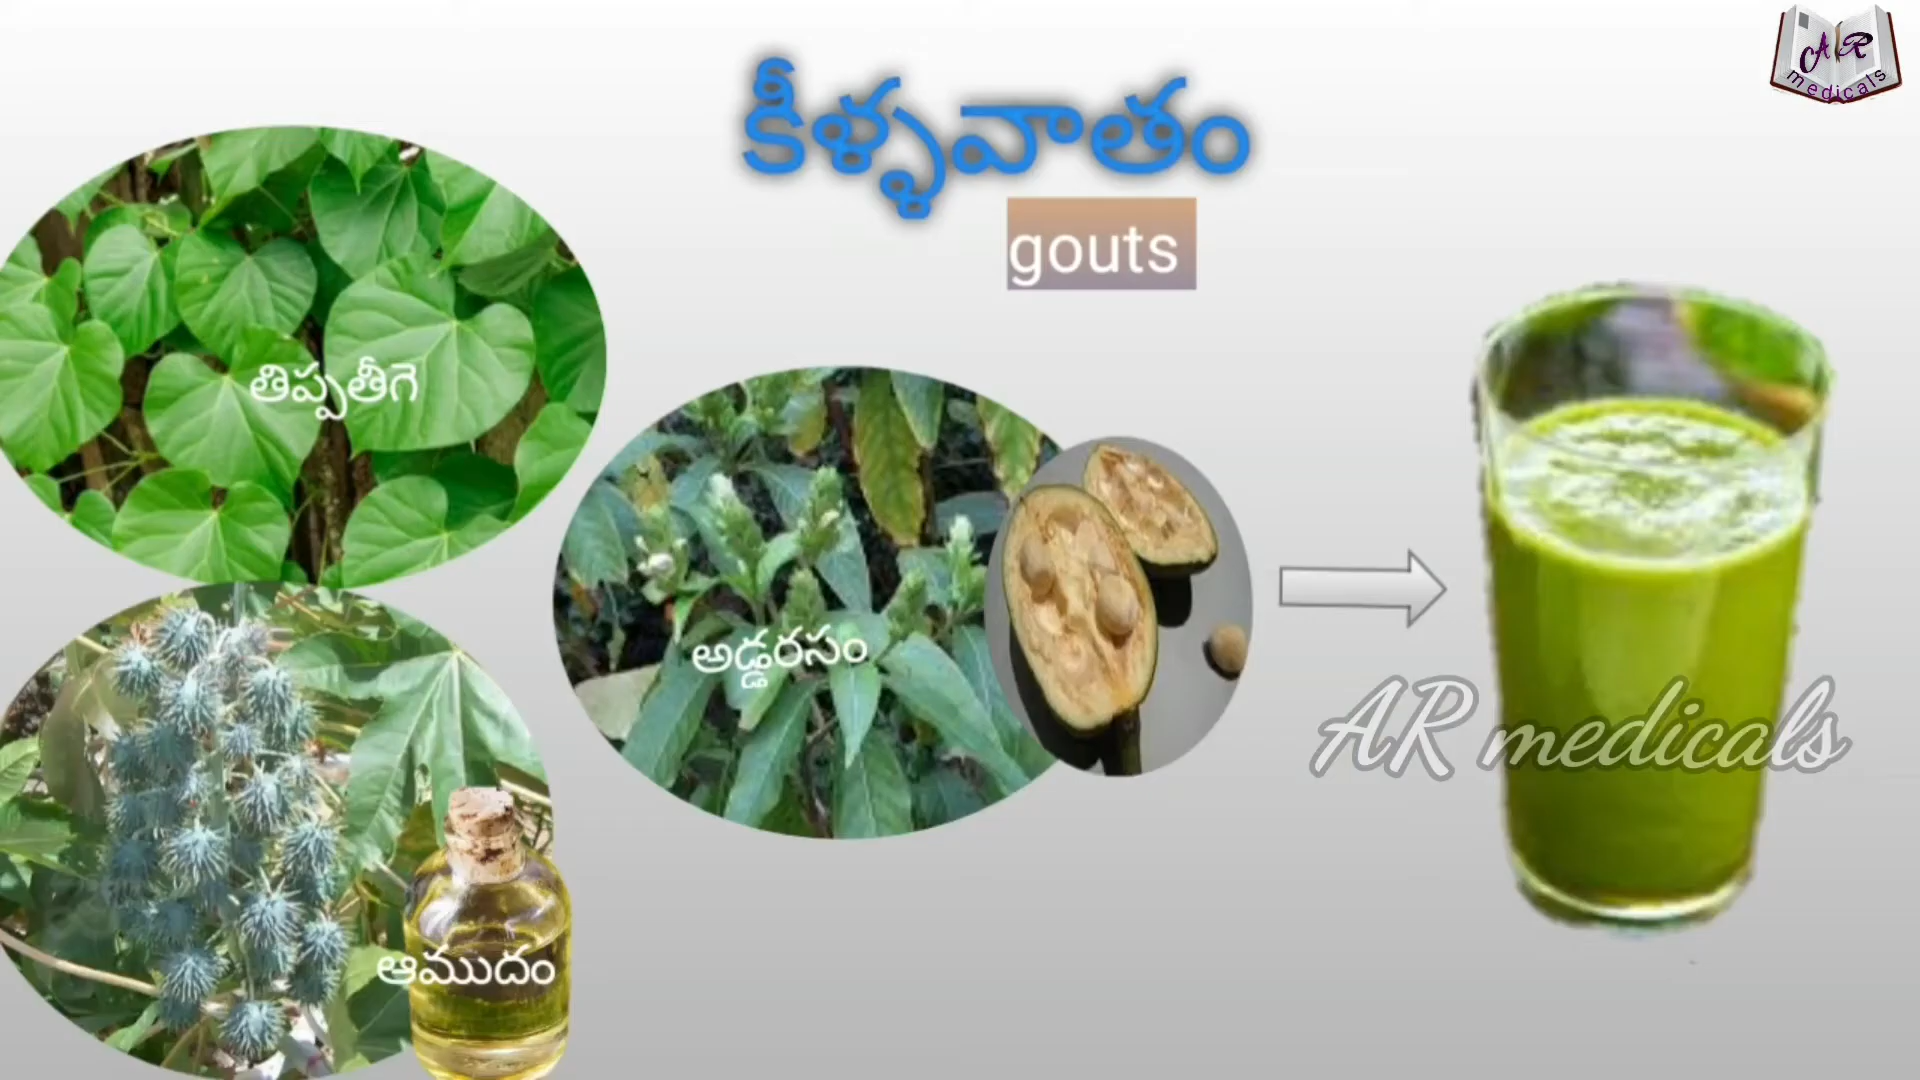 కీళ్ళవాతం
gouts
తిప్పతీగె
అడ్డరసం
ఆముదం
AR medicals
AR medicals